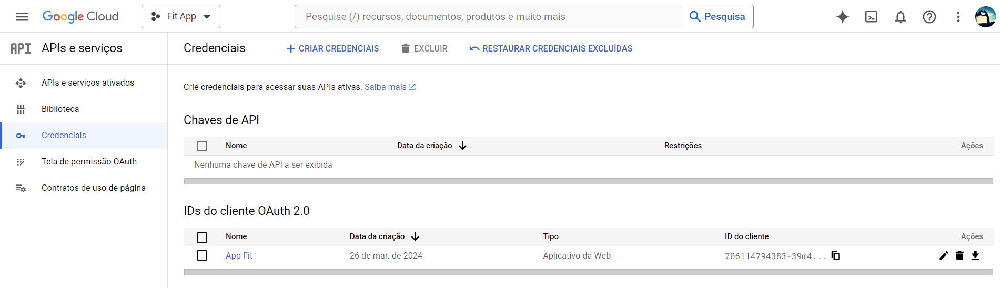 Google Cloud
Fit App
Pesquise (/) recursos, documentos, produtos e muito mais
Pesquisa
API
APIs e serviços
Credenciais
CRIAR CREDENCIAIS
EXCLUIR
RESTAURAR CREDENCIAIS EXCLUÍDAS
APIs e serviços ativados
Biblioteca
Credenciais
Tela de permissão OAuth
Contratos de uso de página
Crie credenciais para acessar suas APIs ativas. Saiba mais
Chaves de API
Nome Data da criação Restrições Ações
Nenhuma chave de API a ser exibida
IDs do cliente OAuth 2.0
Nome Data da criação Tipo ID do cliente Ações
App Fit 26 de mar. de 2024 Aplicativo da Web 706114794383-39m4...